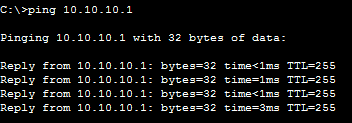 C:\>ping 10.10.10.1
Pinging 10.10.10.1 with 32 bytes of data:
Reply from 10.10.10.1: bytes=32 time<1ms TTL=255
Reply from 10.10.10.1: bytes=32 time=1ms TTL=255
Reply from 10.10.10.1: bytes=32 time<1ms TTL=255
Reply from 10.10.10.1: bytes=32 time=3ms TTL=255